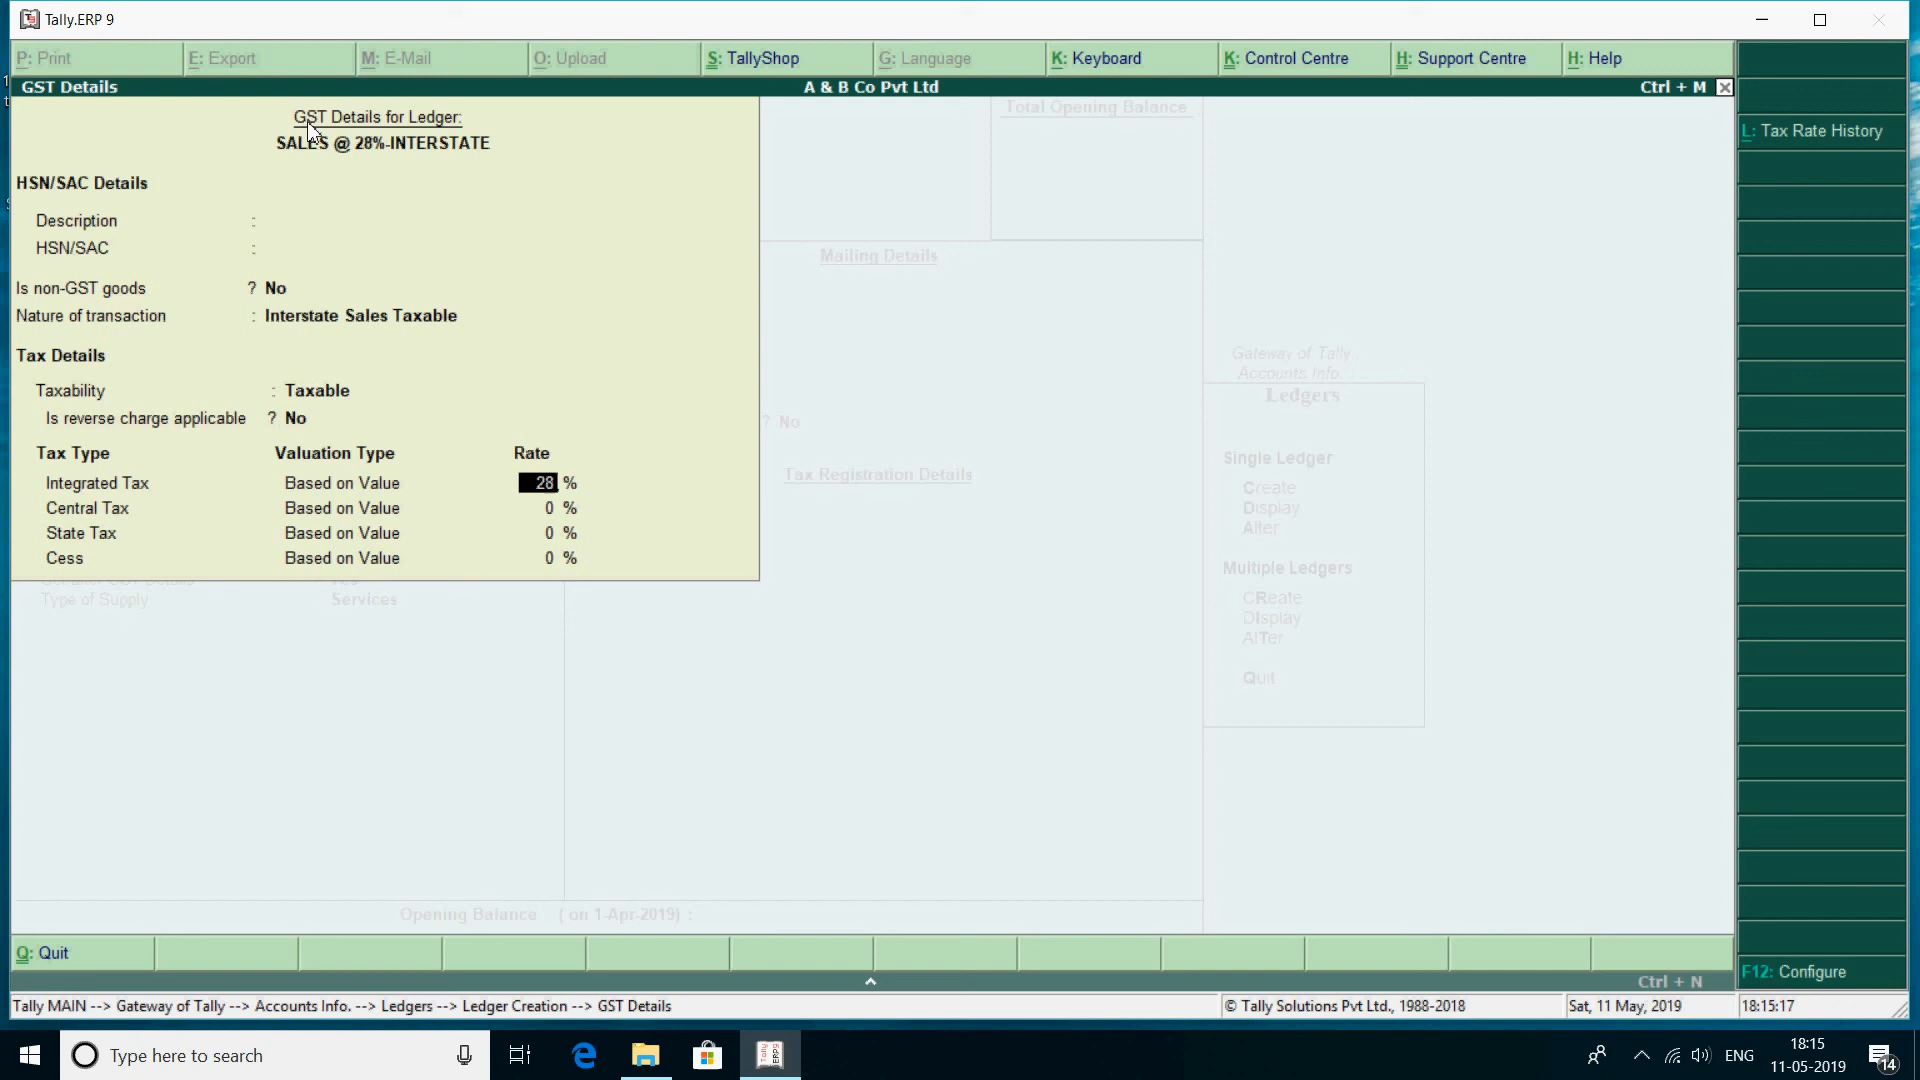 Tally.ERP 9
P: Print E: Export M: E-Mail O: Upload S: TallyShop G: Language K: Keyboard K: Control Centre H: Support Centre H: Help
GST Details A & B Co Pvt Ltd Ctrl + M
GST Details for Ledger:
SALES @ 28%-INTERSTATE
HSN/SAC Details
Description :
HSN/SAC :
Is non-GST goods ? No
Nature of transaction : Interstate Sales Taxable
Tax Details
Taxability : Taxable
Is reverse charge applicable ? No
Tax Type Valuation Type Rate
Integrated Tax Based on Value 28 %
Central Tax Based on Value 0 %
State Tax Based on Value 0 %
Cess Based on Value 0 %
Type of Supply Services
Total Opening Balance
Mailing Details
? No
Tax Registration Details
Gateway of Tally
Accounts Info.
Ledgers
Single Ledger
Create
Display
Alter
Multiple Ledgers
CReate
DIsplay
AlTer
Quit
Opening Balance ( on 1-Apr-2019) :
L: Tax Rate History
F12: Configure
Q: Quit
Ctrl + N
Tally MAIN --> Gateway of Tally --> Accounts Info. --> Ledgers --> Ledger Creation --> GST Details © Tally Solutions Pvt Ltd., 1988-2018 Sat, 11 May, 2019 18:15:17
Type here to search
ENG
18:15
11-05-2019
14